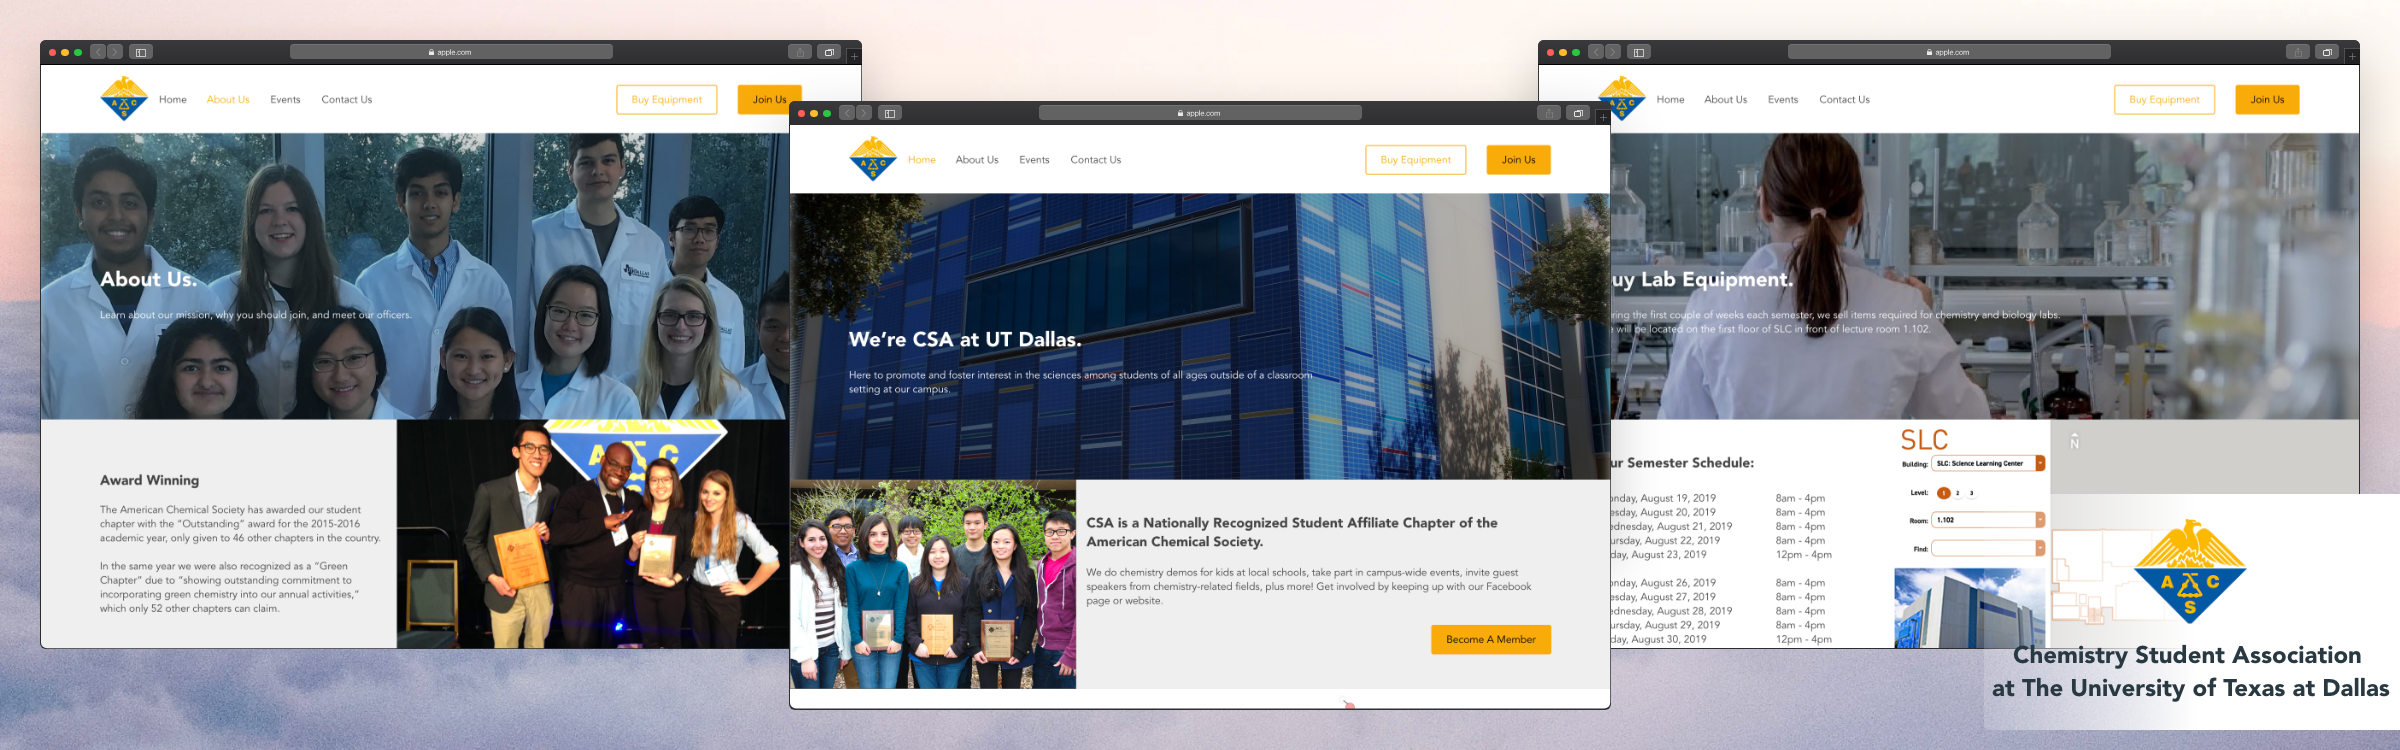 apple.com
A C S
Home
About Us
Events
Contact Us
Buy Equipment
Join Us
About Us.
Learn about our mission, why you should join, and meet our officers.
Award Winning
The American Chemical Society has awarded our student
chapter with the “Outstanding” award for the 2015-2016
academic year, only given to 46 other chapters in the country.
In the same year we were also recognized as a “Green
Chapter” due to “showing outstanding commitment to
incorporating green chemistry into our annual activities,”
which only 52 other chapters can claim.
A C S
apple.com
A C S
Home
About Us
Events
Contact Us
Buy Equipment
Join Us
We’re CSA at UT Dallas.
Here to promote and foster interest in the sciences among students of all ages outside of a classroom
setting at our campus.
CSA is a Nationally Recognized Student Affiliate Chapter of the
American Chemical Society.
We do chemistry demos for kids at local schools, take part in campus-wide events, invite guest
speakers from chemistry-related fields, plus more! Get involved by keeping up with our Facebook
page or website.
Become A Member
apple.com
A C S
Home
About Us
Events
Contact Us
Buy Equipment
Join Us
uy Lab Equipment.
ring the first couple of weeks each semester, we sell items required for chemistry and biology labs.
e will be located on the first floor of SLC in front of lecture room 1.102.
ur Semester Schedule:
onday, August 19, 2019 8am - 4pm
esday, August 20, 2019 8am - 4pm
ednesday, August 21, 2019 8am - 4pm
ursday, August 22, 2019 8am - 4pm
day, August 23, 2019 12pm - 4pm
onday, August 26, 2019 8am - 4pm
esday, August 27, 2019 8am - 4pm
ednesday, August 28, 2019 8am - 4pm
ursday, August 29, 2019 8am - 4pm
day, August 30, 2019 12pm - 4pm
SLC
Building: SLC: Science Learning Center
Level: 1 2 3
Room: 1.102
Find:
N
A C S
Chemistry Student Association
at The University of Texas at Dallas